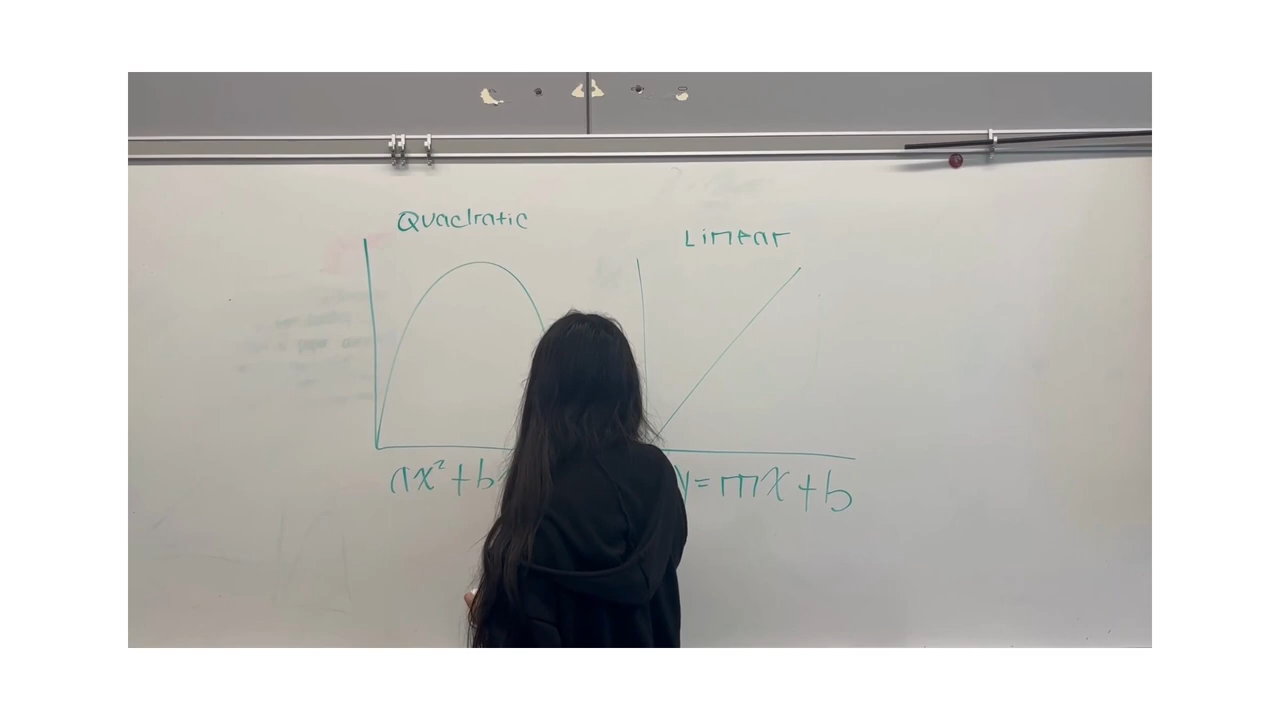 Quadratic
Linear
ax² + b
y = mx + b